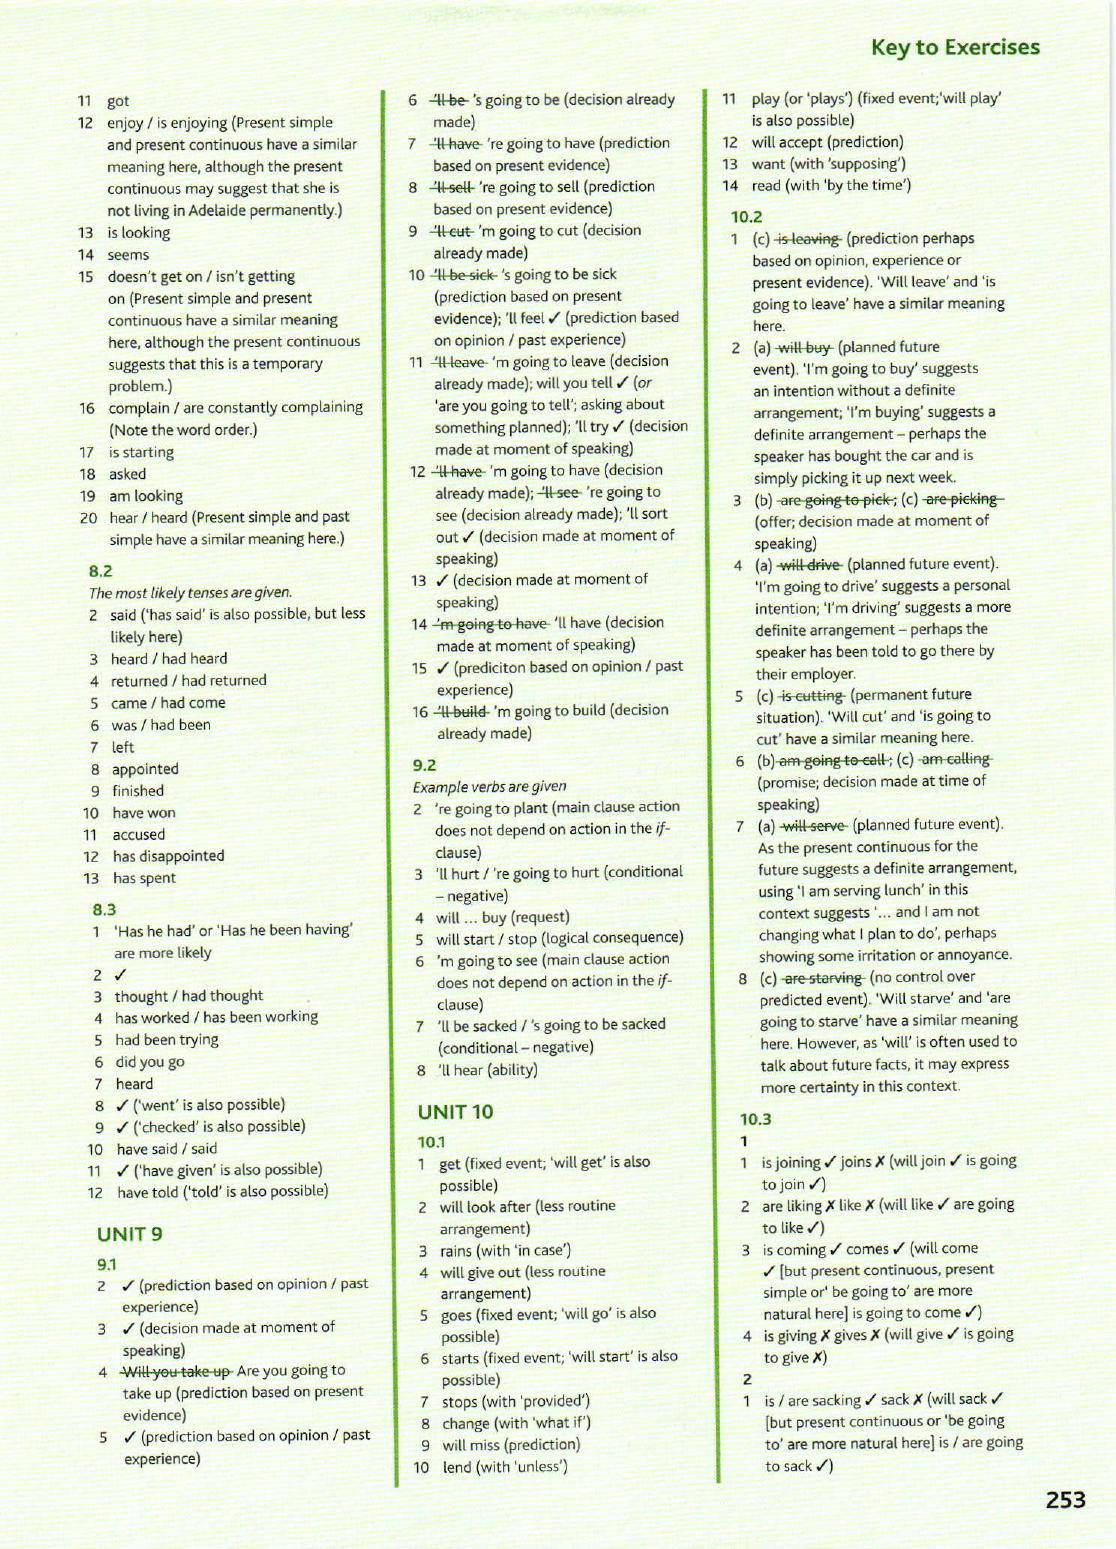 Key to Exercises
11 got
12 enjoy / is enjoying (Present simple
and present continuous have a similar
meaning here, although the present
continuous may suggest that she is
not living in Adelaide permanently.)
13 is looking
14 seems
15 doesn't get on / isn't getting
on (Present simple and present
continuous have a similar meaning
here, although the present continuous
suggests that this is a temporary
problem.)
16 complain / are constantly complaining
(Note the word order.)
17 is starting
18 asked
19 am looking
20 hear / heard (Present simple and past
simple have a similar meaning here.)
8.2
The most likely tenses are given.
2 said ('has said' is also possible, but less
likely here)
3 heard / had heard
4 returned / had returned
5 came / had come
6 was / had been
7 left
8 appointed
9 finished
10 have won
11 accused
12 has disappointed
13 has spent
8.3
1 'Has he had' or 'Has he been having'
are more likely
2 ✓
3 thought / had thought
4 has worked / has been working
5 had been trying
6 did you go
7 heard
8 ✓ ('went' is also possible)
9 ✓ ('checked' is also possible)
10 have said / said
11 ✓ ('have given' is also possible)
12 have told ('told' is also possible)
UNIT 9
9.1
2 ✓ (prediction based on opinion / past
experience)
3 ✓ (decision made at moment of
speaking)
4 Will you take up Are you going to
take up (prediction based on present
evidence)
5 ✓ (prediction based on opinion / past
experience)
6 'll be 's going to be (decision already
made)
7 'll have 're going to have (prediction
based on present evidence)
8 'll sell 're going to sell (prediction
based on present evidence)
9 'll cut 'm going to cut (decision
already made)
10 'll be sick 's going to be sick
(prediction based on present
evidence); 'll feel ✓ (prediction based
on opinion / past experience)
11 'll leave 'm going to leave (decision
already made); will you tell ✓ (or
'are you going to tell'; asking about
something planned); 'll try ✓ (decision
made at moment of speaking)
12 'll have 'm going to have (decision
already made); 'll see 're going to
see (decision already made); 'll sort
out ✓ (decision made at moment of
speaking)
13 ✓ (decision made at moment of
speaking)
14 'm going to have 'll have (decision
made at moment of speaking)
15 ✓ (prediciton based on opinion / past
experience)
16 'll build 'm going to build (decision
already made)
9.2
Example verbs are given
2 're going to plant (main clause action
does not depend on action in the if-
clause)
3 'll hurt / 're going to hurt (conditional
– negative)
4 will ... buy (request)
5 will start / stop (logical consequence)
6 'm going to see (main clause action
does not depend on action in the if-
clause)
7 'll be sacked / 's going to be sacked
(conditional – negative)
8 'll hear (ability)
UNIT 10
10.1
1 get (fixed event; 'will get' is also
possible)
2 will look after (less routine
arrangement)
3 rains (with 'in case')
4 will give out (less routine
arrangement)
5 goes (fixed event; 'will go' is also
possible)
6 starts (fixed event; 'will start' is also
possible)
7 stops (with 'provided')
8 change (with 'what if')
9 will miss (prediction)
10 lend (with 'unless')
11 play (or 'plays') (fixed event;'will play'
is also possible)
12 will accept (prediction)
13 want (with 'supposing')
14 read (with 'by the time')
10.2
1 (c) is leaving (prediction perhaps
based on opinion, experience or
present evidence). 'Will leave' and 'is
going to leave' have a similar meaning
here.
2 (a) will buy (planned future
event). 'I'm going to buy' suggests
an intention without a definite
arrangement; 'I'm buying' suggests a
definite arrangement – perhaps the
speaker has bought the car and is
simply picking it up next week.
3 (b) are going to pick ; (c) are picking
(offer; decision made at moment of
speaking)
4 (a) will drive (planned future event).
'I'm going to drive' suggests a personal
intention; 'I'm driving' suggests a more
definite arrangement – perhaps the
speaker has been told to go there by
their employer.
5 (c) is cutting (permanent future
situation). 'Will cut' and 'is going to
cut' have a similar meaning here.
6 (b) am going to call ; (c) am calling
(promise; decision made at time of
speaking)
7 (a) will serve (planned future event).
As the present continuous for the
future suggests a definite arrangement,
using 'I am serving lunch' in this
context suggests '... and I am not
changing what I plan to do', perhaps
showing some irritation or annoyance.
8 (c) are starving (no control over
predicted event). 'Will starve' and 'are
going to starve' have a similar meaning
here. However, as 'will' is often used to
talk about future facts, it may express
more certainty in this context.
10.3
1
1 is joining ✓ joins ✗ (will join ✓ is going
to join ✓)
2 are liking ✗ like ✗ (will like ✓ are going
to like ✓)
3 is coming ✓ comes ✓ (will come
✓ [but present continuous, present
simple or' be going to' are more
natural here] is going to come ✓)
4 is giving ✗ gives ✗ (will give ✓ is going
to give ✗)
2
1 is / are sacking ✓ sack ✗ (will sack ✓
[but present continuous or 'be going
to' are more natural here] is / are going
to sack ✓)
253